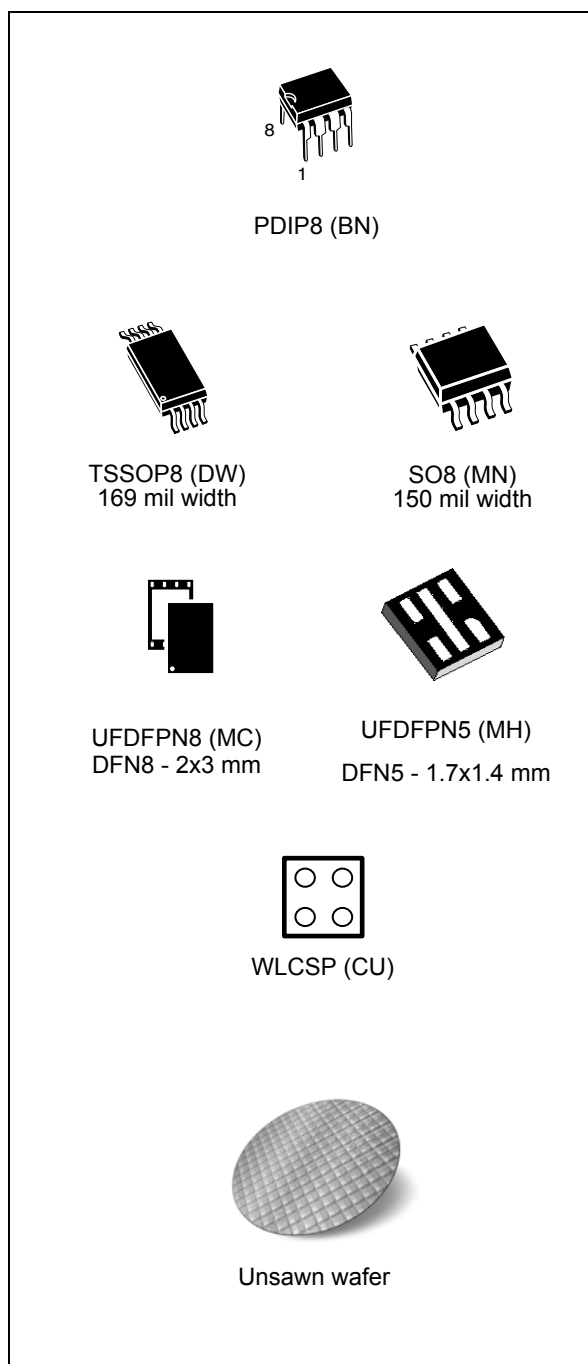 8
1
PDIP8 (BN)
TSSOP8 (DW)
169 mil width
SO8 (MN)
150 mil width
UFDFPN8 (MC)
DFN8 - 2x3 mm
UFDFPN5 (MH)
DFN5 - 1.7x1.4 mm
WLCSP (CU)
Unsawn wafer